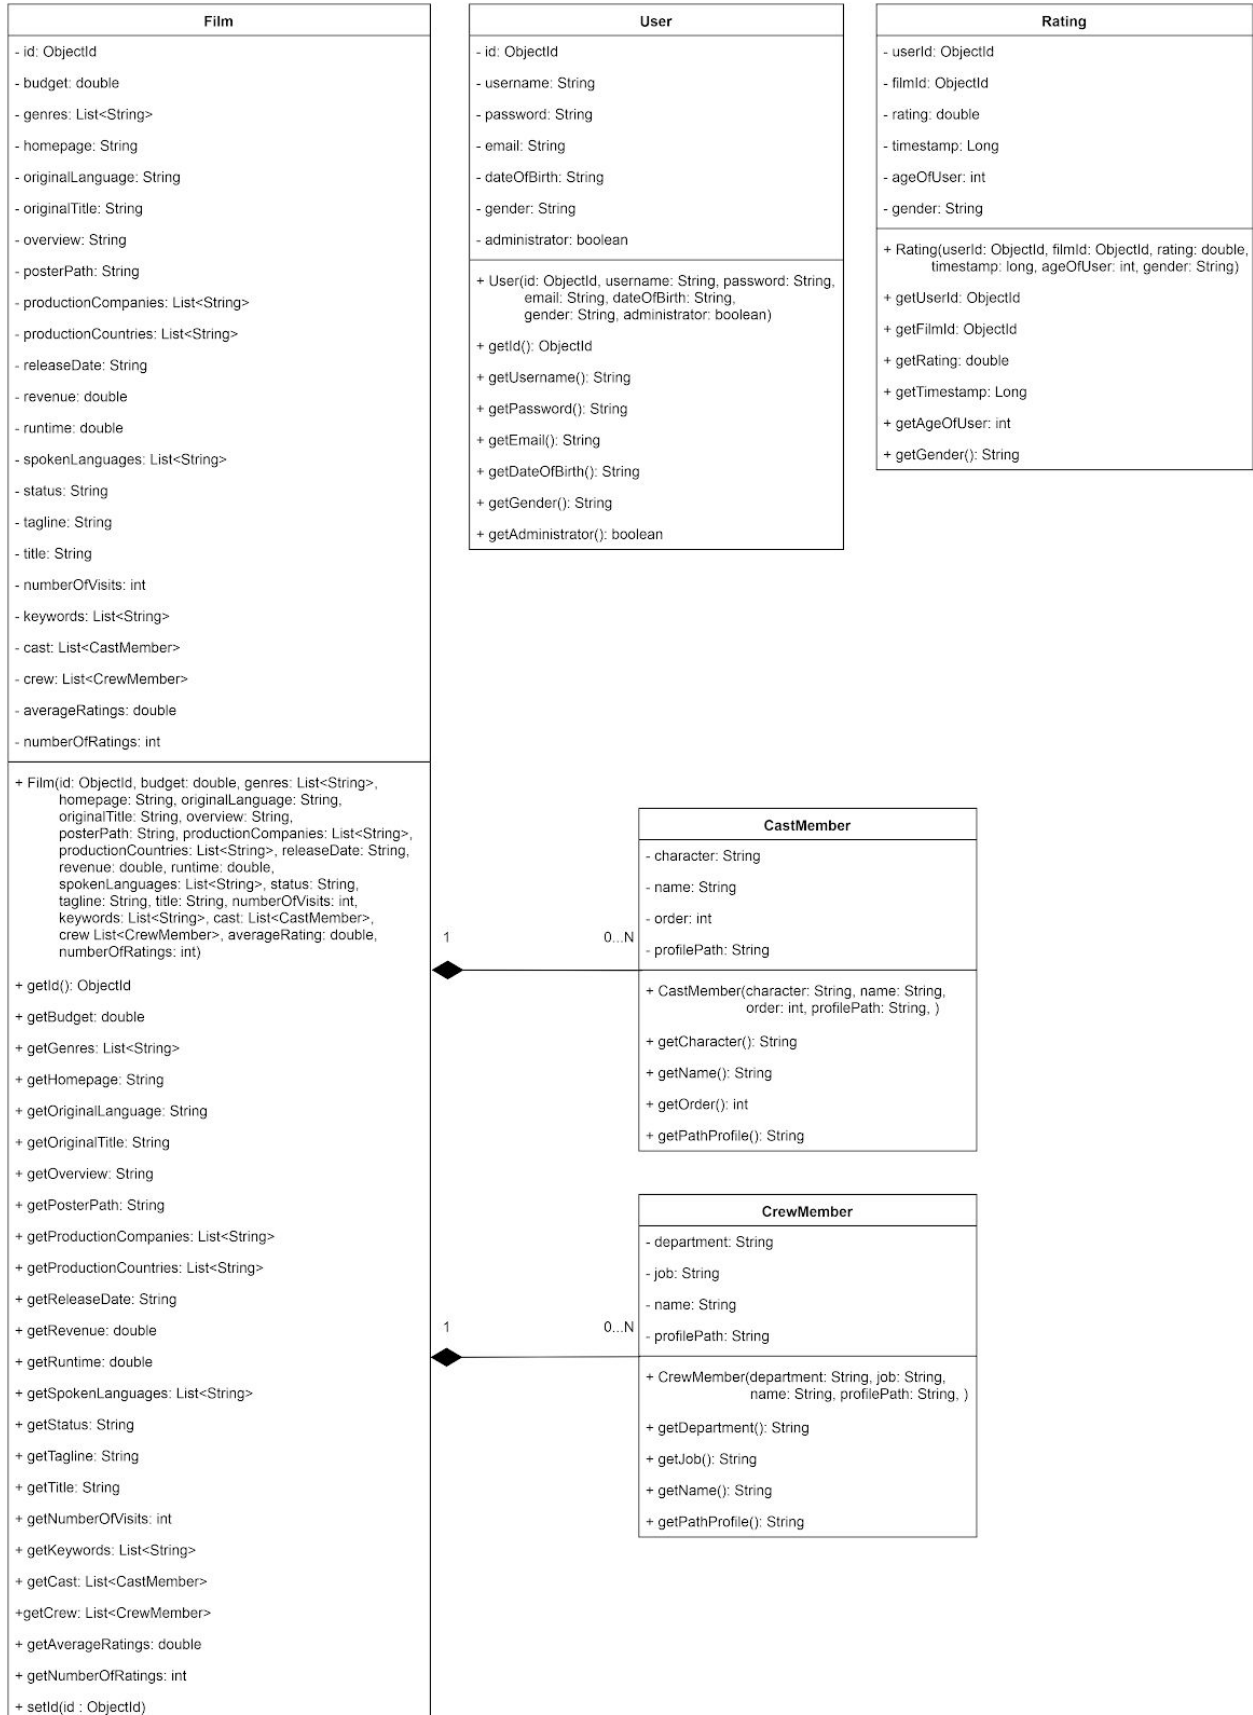 Film
- id: ObjectId
- budget: double
- genres: List<String>
- homepage: String
- originalLanguage: String
- originalTitle: String
- overview: String
- posterPath: String
- productionCompanies: List<String>
- productionCountries: List<String>
- releaseDate: String
- revenue: double
- runtime: double
- spokenLanguages: List<String>
- status: String
- tagline: String
- title: String
- numberOfVisits: int
- keywords: List<String>
- cast: List<CastMember>
- crew: List<CrewMember>
- averageRatings: double
- numberOfRatings: int
+ Film(id: ObjectId, budget: double, genres: List<String>,
homepage: String, originalLanguage: String,
originalTitle: String, overview: String,
posterPath: String, productionCompanies: List<String>,
productionCountries: List<String>, releaseDate: String,
revenue: double, runtime: double,
spokenLanguages: List<String>, status: String,
tagline: String, title: String, numberOfVisits: int,
keywords: List<String>, cast: List<CastMember>,
crew List<CrewMember>, averageRating: double,
numberOfRatings: int)
+ getId(): ObjectId
+ getBudget: double
+ getGenres: List<String>
+ getHomepage: String
+ getOriginalLanguage: String
+ getOriginalTitle: String
+ getOverview: String
+ getPosterPath: String
+ getProductionCompanies: List<String>
+ getProductionCountries: List<String>
+ getReleaseDate: String
+ getRevenue: double
+ getRuntime: double
+ getSpokenLanguages: List<String>
+ getStatus: String
+ getTagline: String
+ getTitle: String
+ getNumberOfVisits: int
+ getKeywords: List<String>
+ getCast: List<CastMember>
+getCrew: List<CrewMember>
+ getAverageRatings: double
+ getNumberOfRatings: int
+ setId(id : ObjectId)
User
- id: ObjectId
- username: String
- password: String
- email: String
- dateOfBirth: String
- gender: String
- administrator: boolean
+ User(id: ObjectId, username: String, password: String,
email: String, dateOfBirth: String,
gender: String, administrator: boolean)
+ getId(): ObjectId
+ getUsername(): String
+ getPassword(): String
+ getEmail(): String
+ getDateOfBirth(): String
+ getGender(): String
+ getAdministrator(): boolean
Rating
- userId: ObjectId
- filmId: ObjectId
- rating: double
- timestamp: Long
- ageOfUser: int
- gender: String
+ Rating(userId: ObjectId, filmId: ObjectId, rating: double,
timestamp: long, ageOfUser: int, gender: String)
+ getUserId: ObjectId
+ getFilmId: ObjectId
+ getRating: double
+ getTimestamp: Long
+ getAgeOfUser: int
+ getGender(): String
1
0...N
CastMember
- character: String
- name: String
- order: int
- profilePath: String
+ CastMember(character: String, name: String,
order: int, profilePath: String, )
+ getCharacter(): String
+ getName(): String
+ getOrder(): int
+ getPathProfile(): String
1
0...N
CrewMember
- department: String
- job: String
- name: String
- profilePath: String
+ CrewMember(department: String, job: String,
name: String, profilePath: String, )
+ getDepartment(): String
+ getJob(): String
+ getName(): String
+ getPathProfile(): String